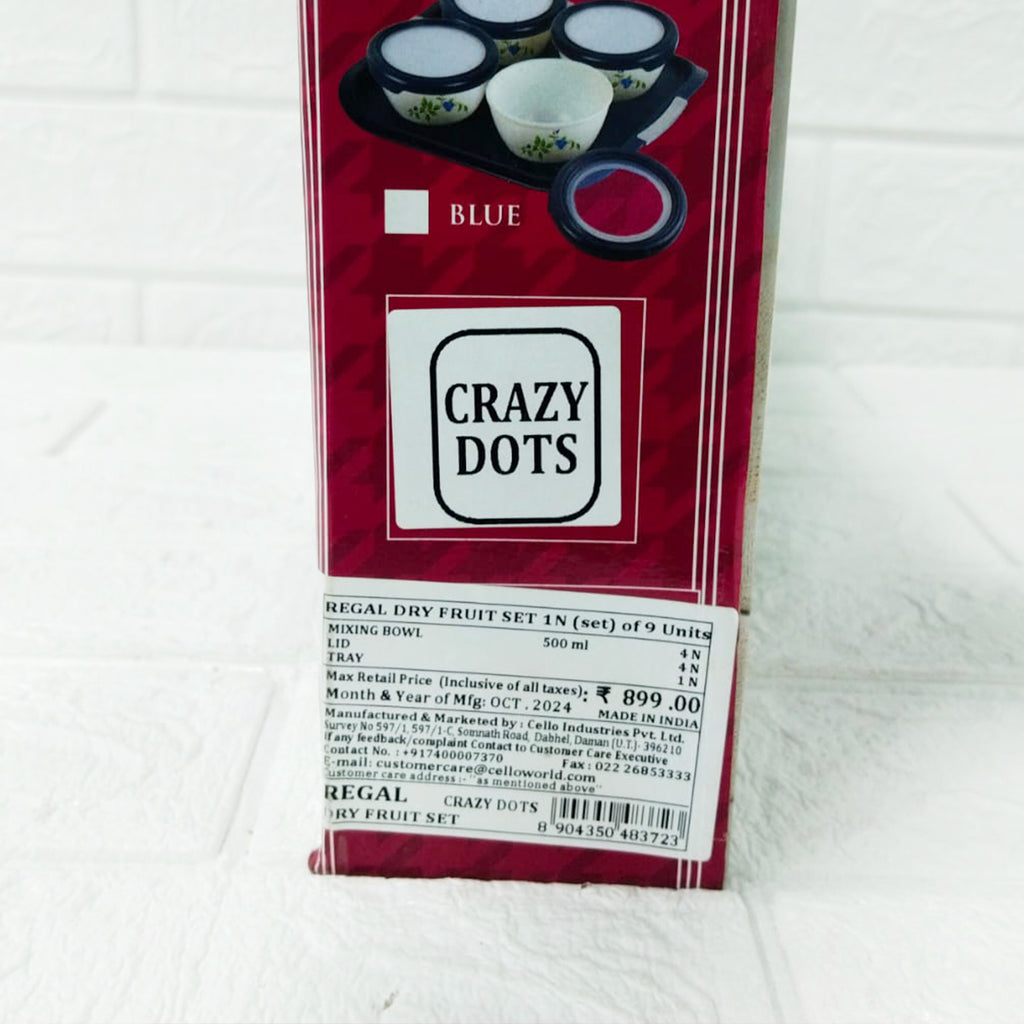 BLUE
CRAZY
DOTS
REGAL DRY FRUIT SET 1N (set) of 9 Units
MIXING BOWL 500 ml 4 N
LID 4 N
TRAY 1 N
Max Retail Price (Inclusive of all taxes): ₹ 899.00
Month & Year of Mfg: OCT. 2024 MADE IN INDIA
Manufactured & Marketed by : Cello Industries Pvt. Ltd.
Survey No 597/1, 597/1-C, Somnath Road, Dabhel, Daman (U.T.)- 396210
If any feedback/complaint Contact to Customer Care Executive
Contact No. : +917400007370 Fax : 022 26853333
E-mail: customercare@celloworld.com
Customer care address :- "as mentioned above"
REGAL CRAZY DOTS
DRY FRUIT SET
8 904350 483723